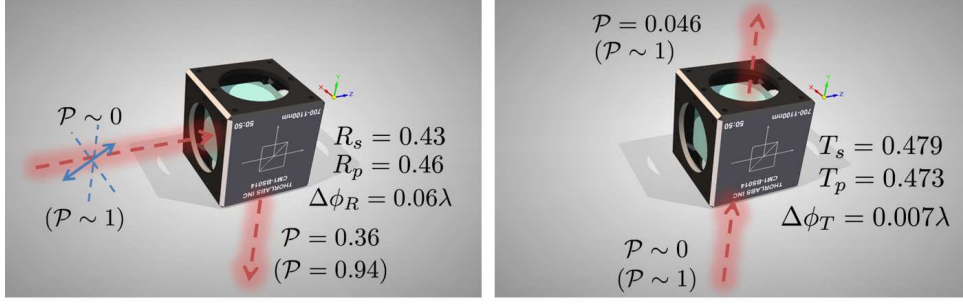 𝒫 ∼ 0
(𝒫 ∼ 1)
50:50
700-1100nm
THORLABS INC
CM1-BS014
x
Y
z
R_s = 0.43
R_p = 0.46
Δϕ_R = 0.06λ
𝒫 = 0.36
(𝒫 = 0.94)
𝒫 = 0.046
(𝒫 ∼ 1)
50:50
700-1100nm
THORLABS INC
CM1-BS014
x
Y
z
T_s = 0.479
T_p = 0.473
Δϕ_T = 0.007λ
𝒫 ∼ 0
(𝒫 ∼ 1)